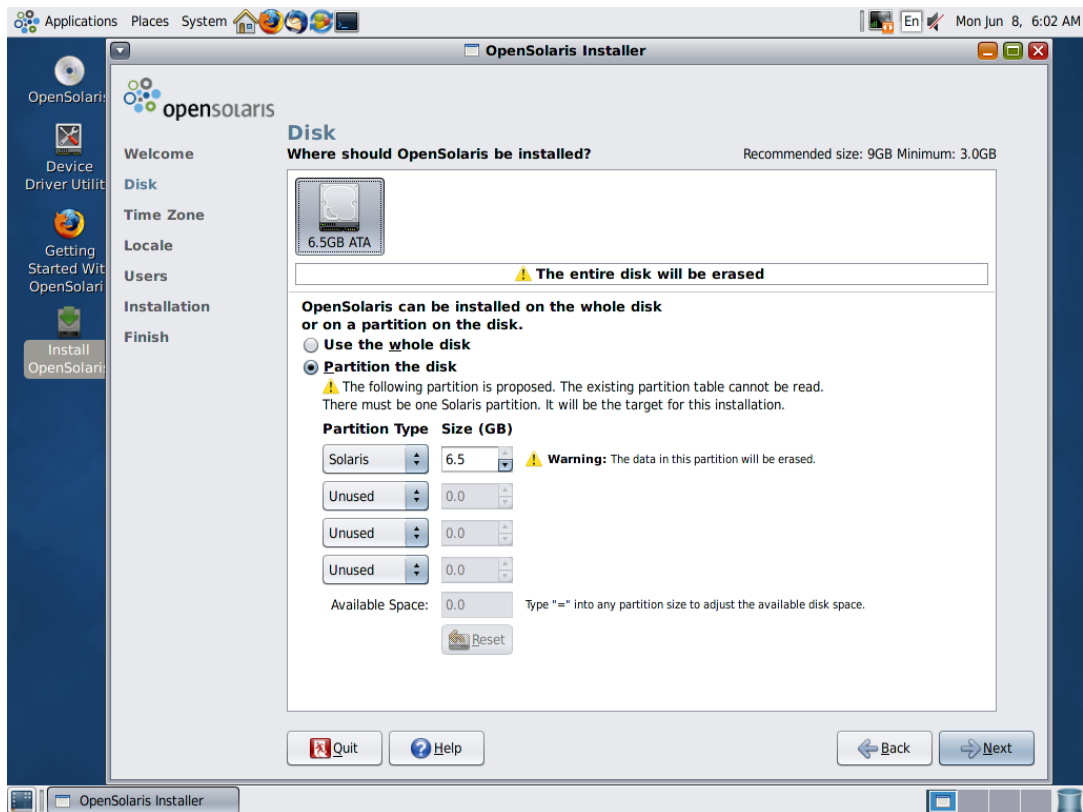 Applications Places System En Mon Jun 8, 6:02 AM
OpenSolaris Installer
OpenSolaris
Device
Driver Utilit
Getting
Started Wit
OpenSolari
Install
OpenSolaris
opensolaris
Welcome
Disk
Time Zone
Locale
Users
Installation
Finish
Disk
Where should OpenSolaris be installed? Recommended size: 9GB Minimum: 3.0GB
6.5GB ATA
The entire disk will be erased
OpenSolaris can be installed on the whole disk
or on a partition on the disk.
Use the whole disk
Partition the disk
The following partition is proposed. The existing partition table cannot be read.
There must be one Solaris partition. It will be the target for this installation.
Partition Type Size (GB)
Solaris 6.5 Warning: The data in this partition will be erased.
Unused 0.0
Unused 0.0
Unused 0.0
Available Space: 0.0 Type "=" into any partition size to adjust the available disk space.
Reset
Quit Help Back Next
OpenSolaris Installer